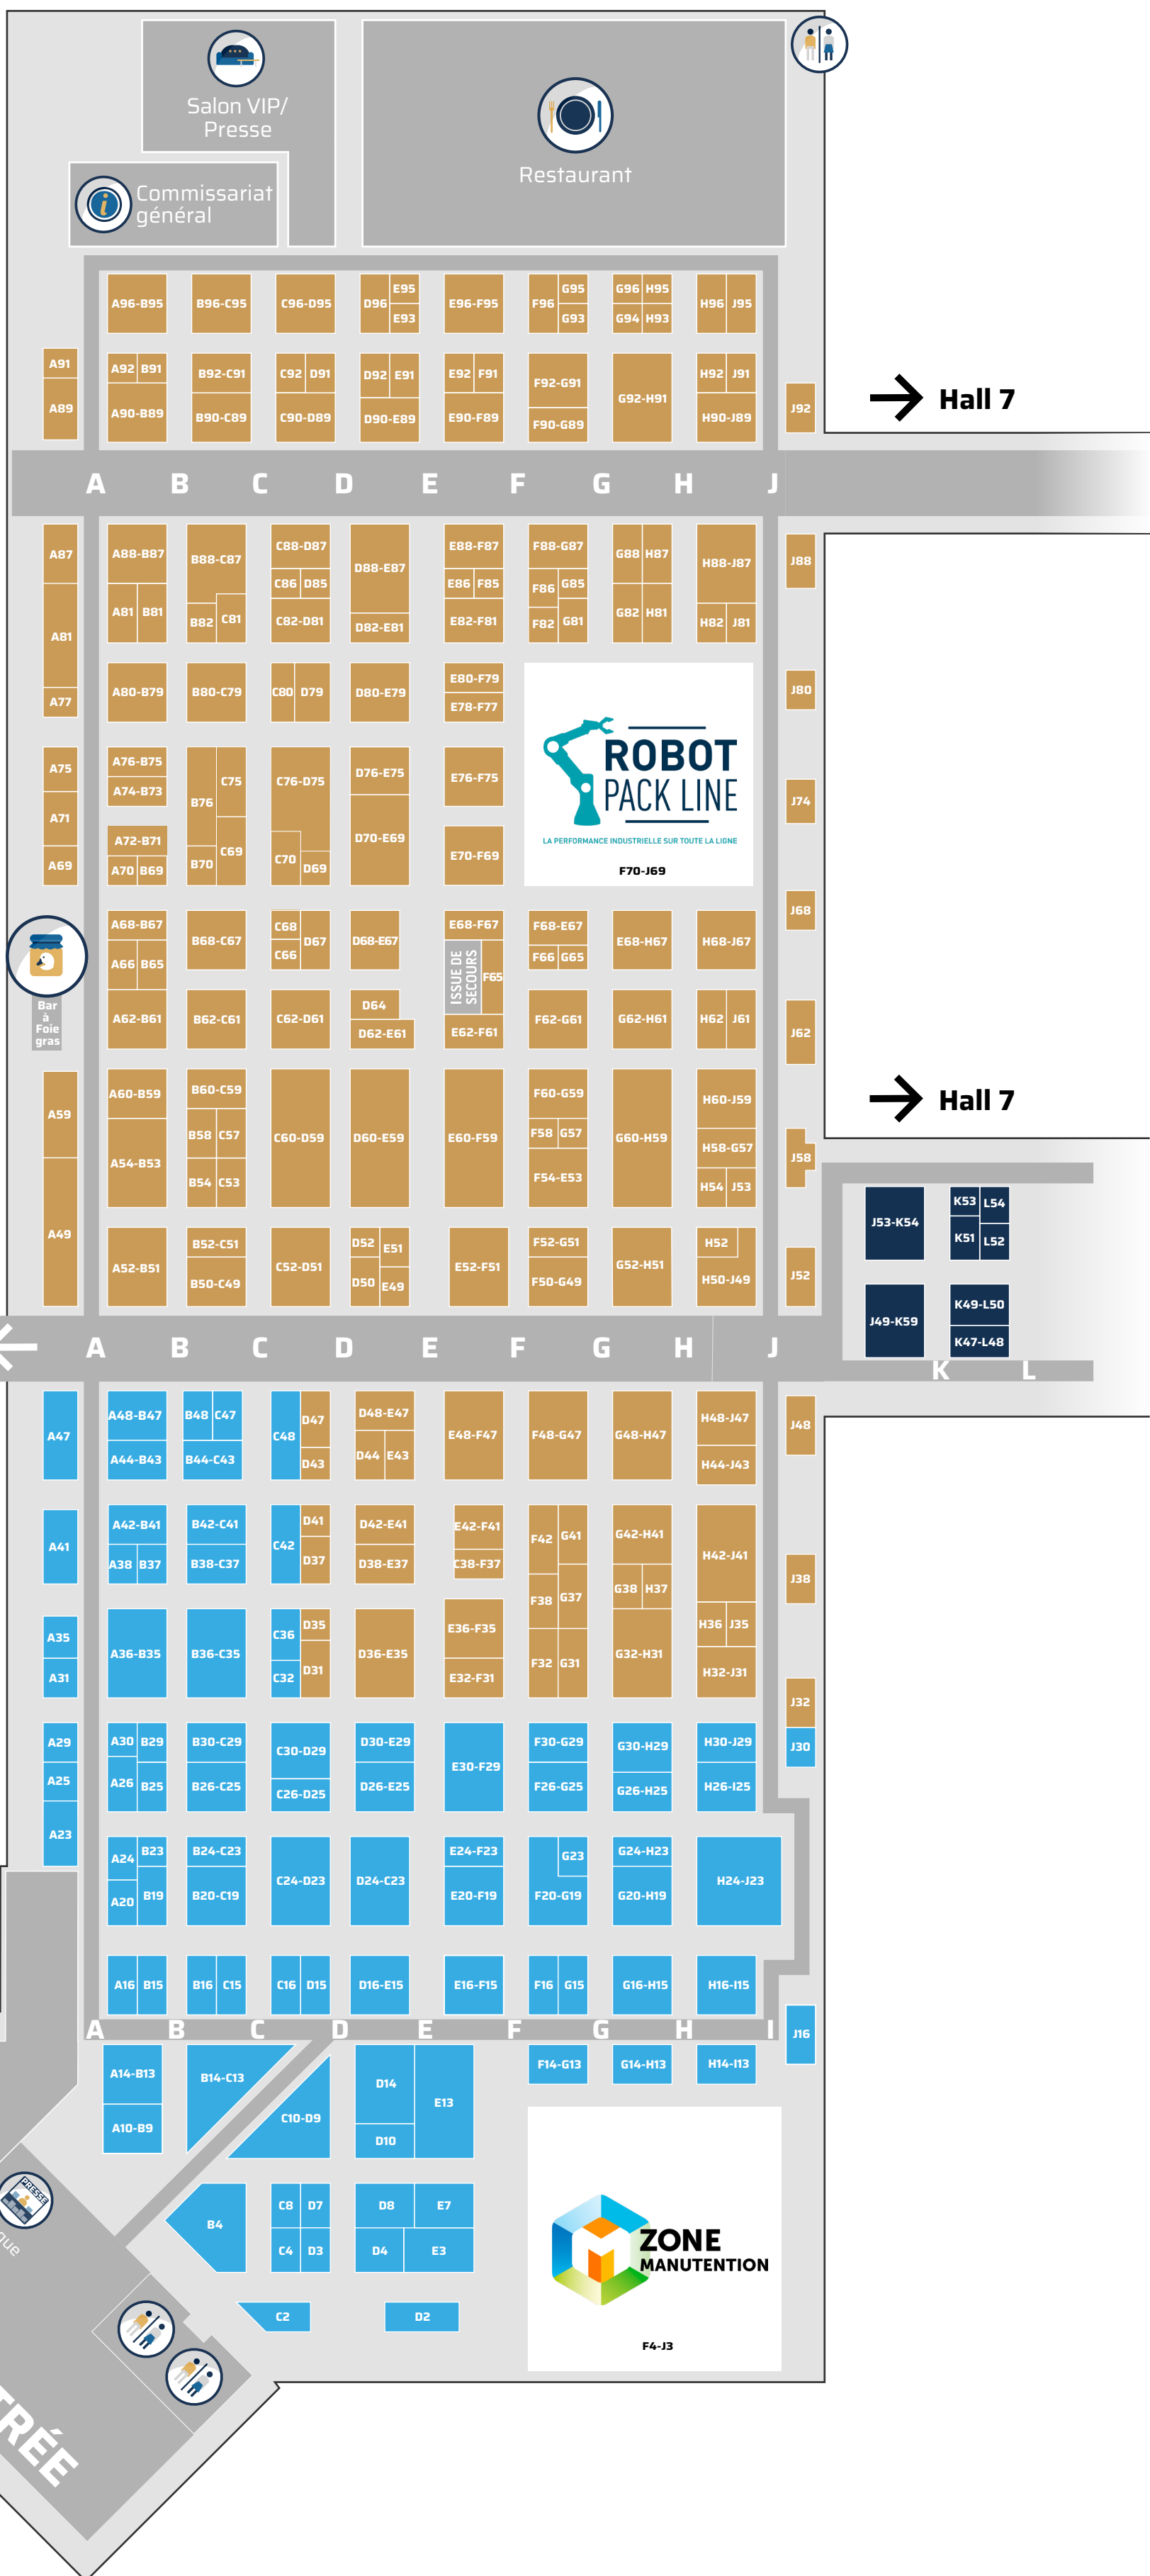 Salon VIP/
Presse
Restaurant
Commissariat
général
A96-B95 B96-C95 C96-D95 D96 E95 E96-F95 F96 G95 G96 H95 H96 J95
E93 G93 G94 H93
A91 A92 B91 B92-C91 C92 D91 D92 E91 E92 F91 F92-G91 G92-H91 H92 J91
A89 A90-B89 B90-C89 C90-D89 D90-E89 E90-F89 F90-G89 H90-J89 J92
Hall 7
A B C D E F G H J
A87 A88-B87 B88-C87 C88-D87 D88-E87 E88-F87 F88-G87 G88 H87 H88-J87 J88
C86 D85 E86 F85 F86 G85
A81 A81 B81 B82 C81 C82-D81 D82-E81 E82-F81 F82 G81 G82 H81 H82 J81
A77 A80-B79 B80-C79 C80 D79 D80-E79 E80-F79 J80
E78-F77
ROBOT
PACK LINE
LA PERFORMANCE INDUSTRIELLE SUR TOUTE LA LIGNE
F70-J69
A75 A76-B75 B76 C75 C76-D75 D76-E75 E76-F75 J74
A74-B73
A71 A72-B71 D70-E69
A69 A70 B69 B70 C69 C70 D69 E70-F69
A68-B67 B68-C67 C68 D67 D68-E67 E68-F67 F68-E67 E68-H67 H68-J67 J68
A66 B65 C66 ISSUE DE
SECOURS F65 F66 G65
Bar
à
Foie
gras
A62-B61 B62-C61 C62-D61 D64 F62-G61 G62-H61 H62 J61 J62
D62-E61 E62-F61
Hall 7
A59 A60-B59 B60-C59 C60-D59 D60-E59 E60-F59 F60-G59 G60-H59 H60-J59
B58 C57 F58 G57 H58-G57 J58
A54-B53 B54 C53 F54-E53 H54 J53
J53-K54 K53 L54
K51 L52
A49 A52-B51 B52-C51 C52-D51 D52 E51 E52-F51 F52-G51 G52-H51 H52 J52
B50-C49 D50 E49 F50-G49 H50-J49
J49-K59 K49-L50
K47-L48
A B C D E F G H J K L
A47 A48-B47 B48 C47 C48 D47 D48-E47 E48-F47 F48-G47 G48-H47 H48-J47 J48
A44-B43 B44-C43 D43 D44 E43 H44-J43
A41 A42-B41 B42-C41 C42 D41 D42-E41 E42-F41 F42 G41 G42-H41 H42-J41
A38 B37 B38-C37 D37 D38-E37 C38-F37 F38 G37 G38 H37 J38
A35 A36-B35 B36-C35 C36 D35 D36-E35 E36-F35 H36 J35
A31 C32 D31 E32-F31 F32 G31 G32-H31 H32-J31 J32
A29 A30 B29 B30-C29 C30-D29 D30-E29 E30-F29 F30-G29 G30-H29 H30-J29 J30
A25 A26 B25 B26-C25 C26-D25 D26-E25 F26-G25 G26-H25 H26-I25
A23 A24 B23 B24-C23 C24-D23 D24-C23 E24-F23 G23 G24-H23 H24-J23
A20 B19 B20-C19 E20-F19 F20-G19 G20-H19
A16 B15 B16 C15 C16 D15 D16-E15 E16-F15 F16 G15 G16-H15 H16-I15
A B C D E F G H I
J16
A14-B13 B14-C13 D14 E13 F14-G13 G14-H13 H14-I13
A10-B9 C10-D9 D10
B4 C8 D7 D8 E7
C4 D3 D4 E3
C2 D2
ZONE
MANUTENTION
F4-J3
PRESSE
que
TRÉE